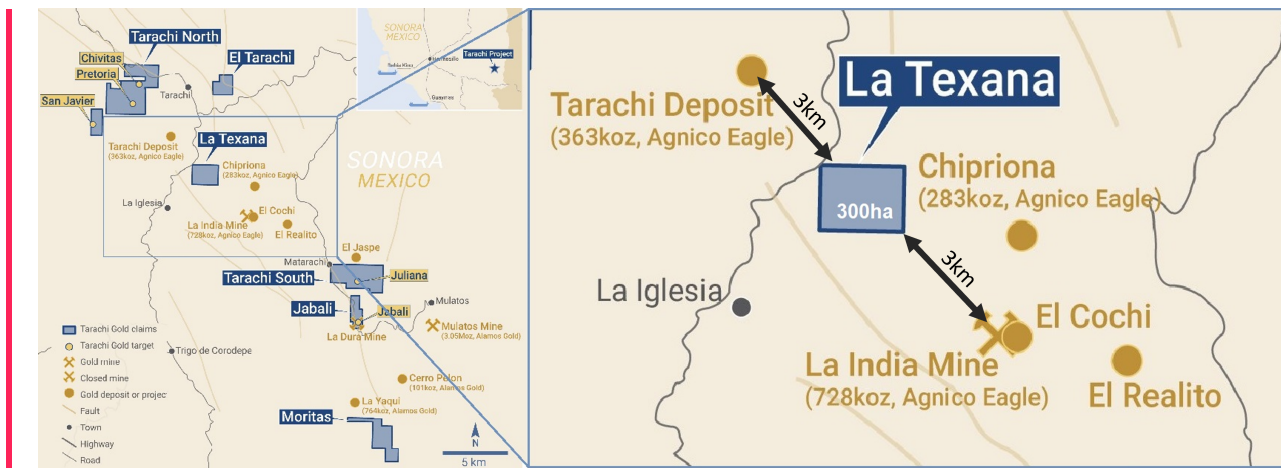 Tarachi North
Chivitas
Pretoria
San Javier
Tarachi
El Tarachi
SONORA
MEXICO
Tarachi Project
Guaymas
Tarachi Deposit
(363koz, Agnico Eagle)
La Texana
Chipriona
(283koz, Agnico Eagle)
SONORA
MEXICO
La Iglesia
El Cochi
La India Mine
(728koz, Agnico Eagle)
El Realito
El Jaspe
Matarachi
Tarachi South
Juliana
Jabali
Jabali
Mulatos
La Dura Mine
Mulatos Mine
(3.05Moz, Alamos Gold)
Trigo de Corodepe
Cerro Pelon
(101koz, Alamos Gold)
La Yaqui
(764koz, Alamos Gold)
Moritas
N
5 km
Tarachi Gold claims
Tarachi Gold target
Gold mine
Closed mine
Gold deposit or project
Fault
Town
Highway
Road
Tarachi Deposit
(363koz, Agnico Eagle)
3km
La Texana
300ha
Chipriona
(283koz, Agnico Eagle)
3km
La Iglesia
El Cochi
La India Mine
(728koz, Agnico Eagle)
El Realito